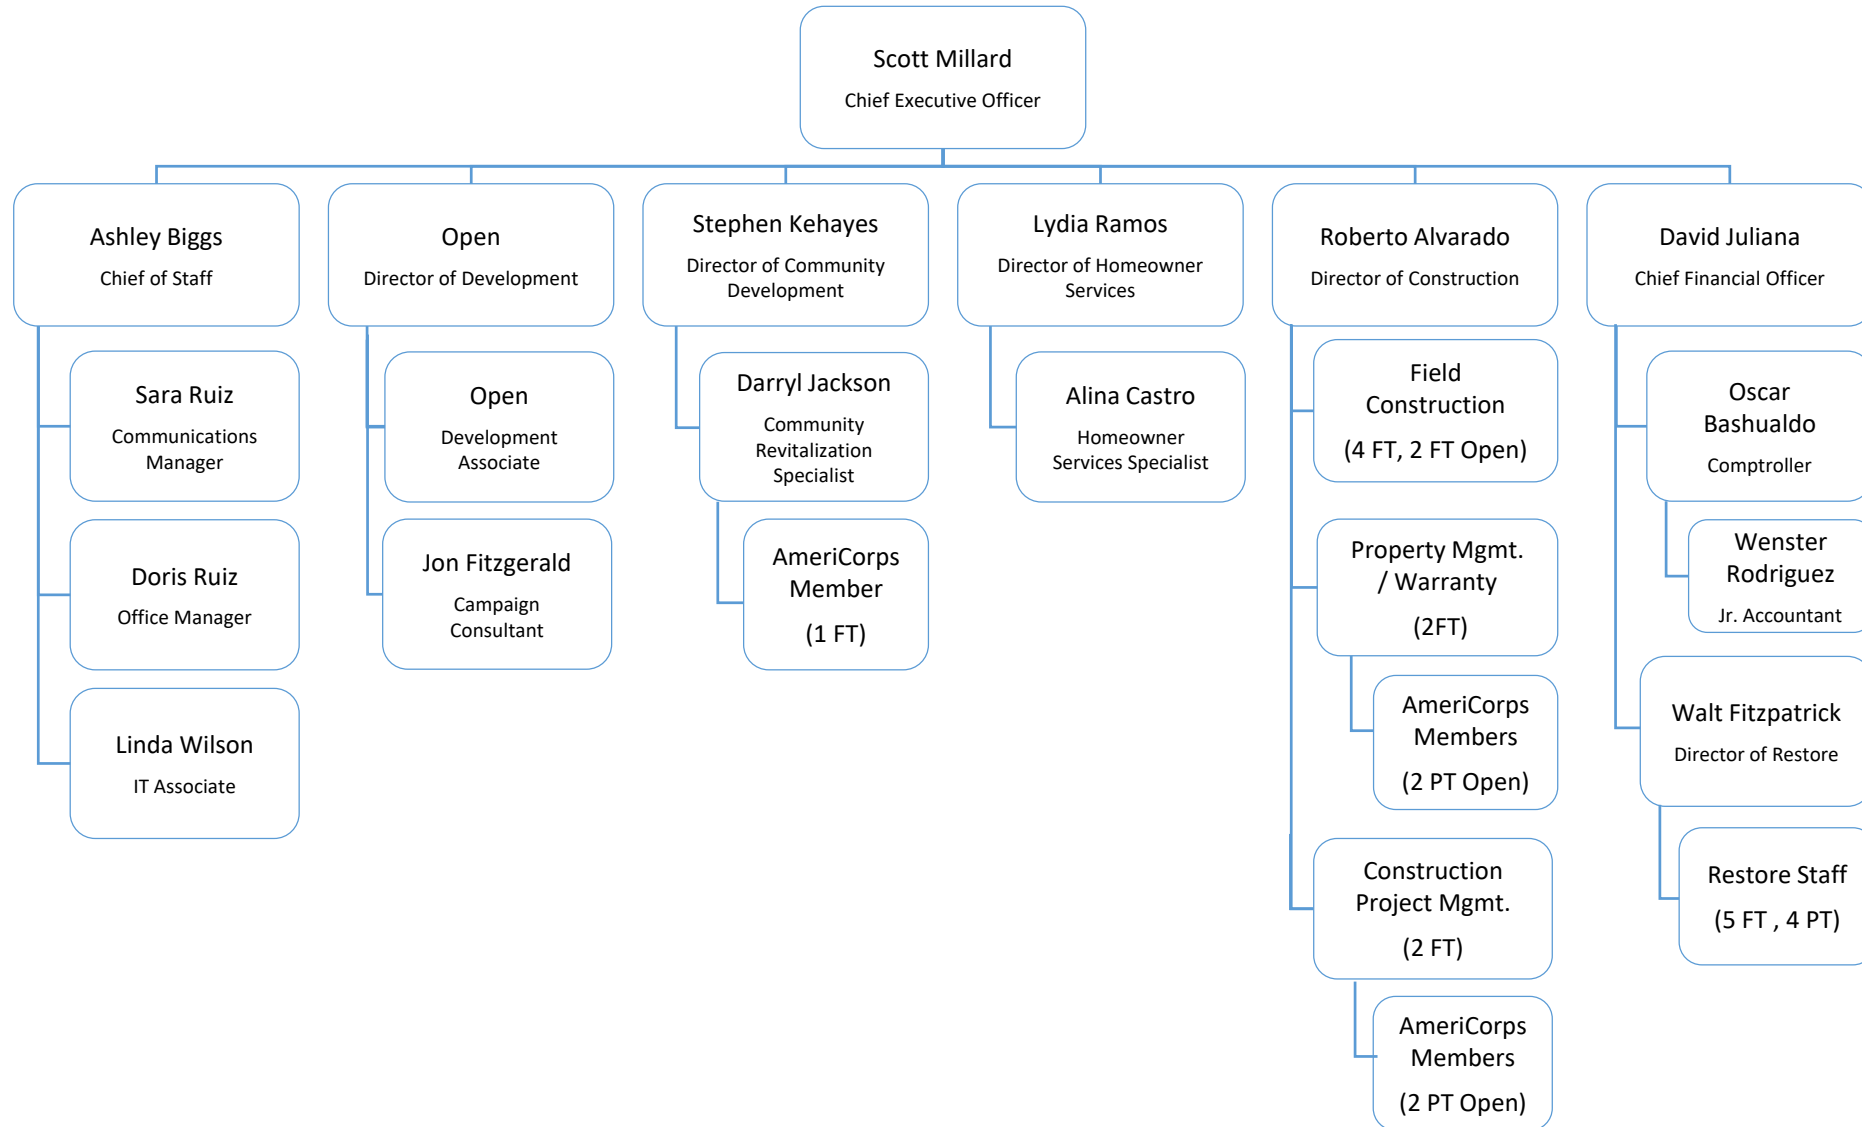 Scott Millard
Chief Executive Officer
Ashley Biggs
Chief of Staff
Open
Director of Development
Stephen Kehayes
Director of Community
Development
Lydia Ramos
Director of Homeowner
Services
Roberto Alvarado
Director of Construction
David Juliana
Chief Financial Officer
Sara Ruiz
Communications
Manager
Doris Ruiz
Office Manager
Linda Wilson
IT Associate
Open
Development
Associate
Jon Fitzgerald
Campaign
Consultant
Darryl Jackson
Community
Revitalization
Specialist
AmeriCorps
Member
(1 FT)
Alina Castro
Homeowner
Services Specialist
Field
Construction
(4 FT, 2 FT Open)
Property Mgmt.
/ Warranty
(2FT)
AmeriCorps
Members
(2 PT Open)
Construction
Project Mgmt.
(2 FT)
AmeriCorps
Members
(2 PT Open)
Oscar
Bashualdo
Comptroller
Wenster
Rodriguez
Jr. Accountant
Walt Fitzpatrick
Director of Restore
Restore Staff
(5 FT , 4 PT)